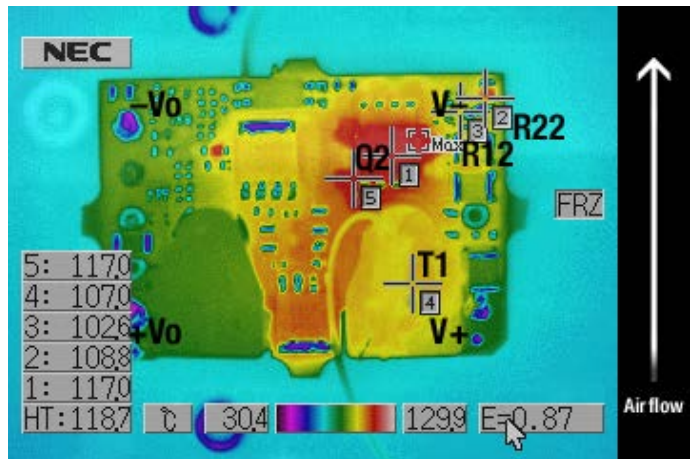 NEC
-Vo
V-
2
R22
3
Max
R12
Q2
1
5
FRZ
T1
4
5: 117.0
4: 107.0
3: 102.6
2: 108.8
1: 117.0
HT:118.7
+Vo
V+
℃
30.4
129.9
E=0.87
Airflow